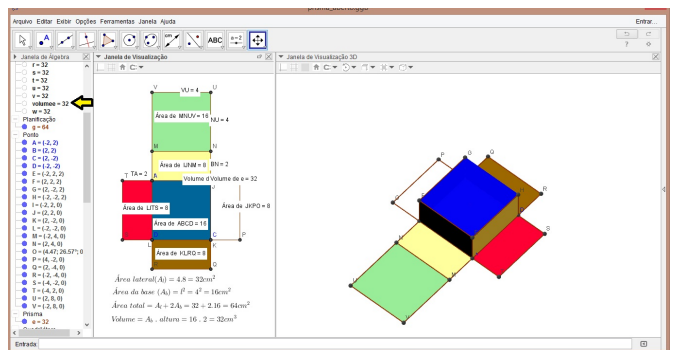 Arquivo Editar Exibir Opções Ferramentas Janela Ajuda
Entrar...
ABC
a=2
Janela de Álgebra
Janela de Visualização
Janela de Visualização 3D
r = 32
s = 32
t = 32
u = 32
v = 32
volumee = 32
w = 32
Planificação
g = 64
Ponto
A = (-2, 2)
B = (2, 2)
C = (2, -2)
D = (-2, -2)
E = (-2, 2, 2)
F = (2, 2, 2)
G = (2, -2, 2)
H = (-2, -2, 2)
I = (-2, 2, 0)
J = (2, 2, 0)
K = (2, -2, 0)
L = (-2, -2, 0)
M = (-2, 4, 0)
N = (2, 4, 0)
O = (4.47; 26.57°; 0
P = (4, -2, 0)
Q = (2, -4, 0)
R = (-2, -4, 0)
S = (-4, -2, 0)
T = (-4, 2, 0)
U = (2, 8, 0)
V = (-2, 8, 0)
Prisma
e = 32
V VU = 4 U
Área de MNUV = 16 NU = 4
M N
Área de IJNM = 8 BN = 2
T TA = 2 A
Volume d Volume de e = 32
J
Área de LITS = 8 Área de JKPO = 8
Área de ABCD = 16
L C K P
Área de KLRQ = 8
Q
Área lateral(Aₗ) = 4.8 = 32cm²
Área da base (A_b) = l² = 4² = 16cm²
Área total = Aₗ + 2A_b = 32 + 2.16 = 64cm²
Volume = A_b . altura = 16 . 2 = 32cm³
P Q
R
H
S
N
M
Entrada: